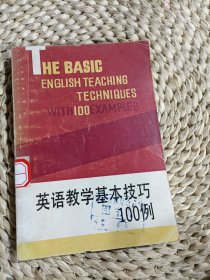 THE BASIC
ENGLISH TEACHING
TECHNIQUES
WITH 100 EXAMPLES
英语教学基本技巧
100例